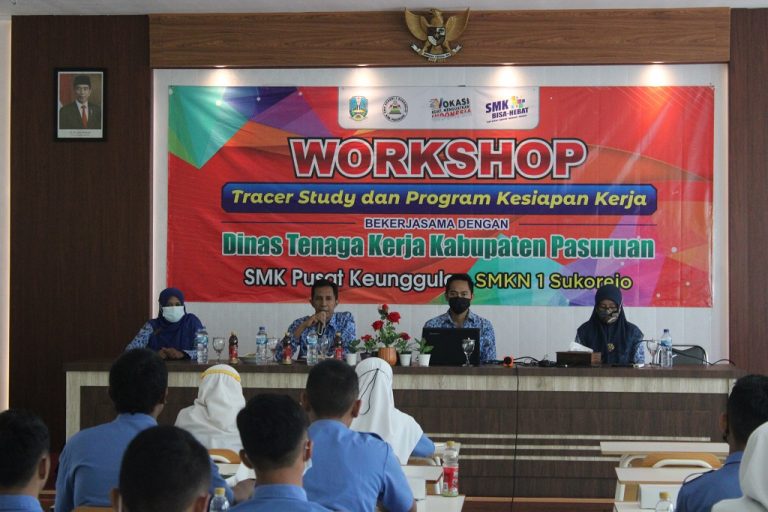 VOKASI
INDONESIA
SMK
BISA-HEBAT
WORKSHOP
Tracer Study dan Program Kesiapan Kerja
BEKERJASAMA DENGAN
Dinas Tenaga Kerja Kabupaten Pasuruan
SMK Pusat SMKN 1 Sukorejo